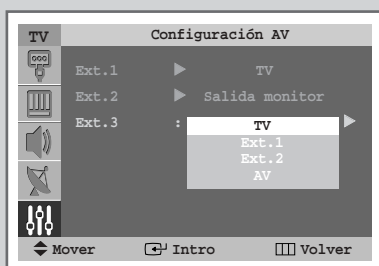 TV Configuración AV
Ext.1 ▶ TV
Ext.2 ▶ Salida monitor
Ext.3 : TV ▶
Ext.1
Ext.2
AV
Mover Intro Volver